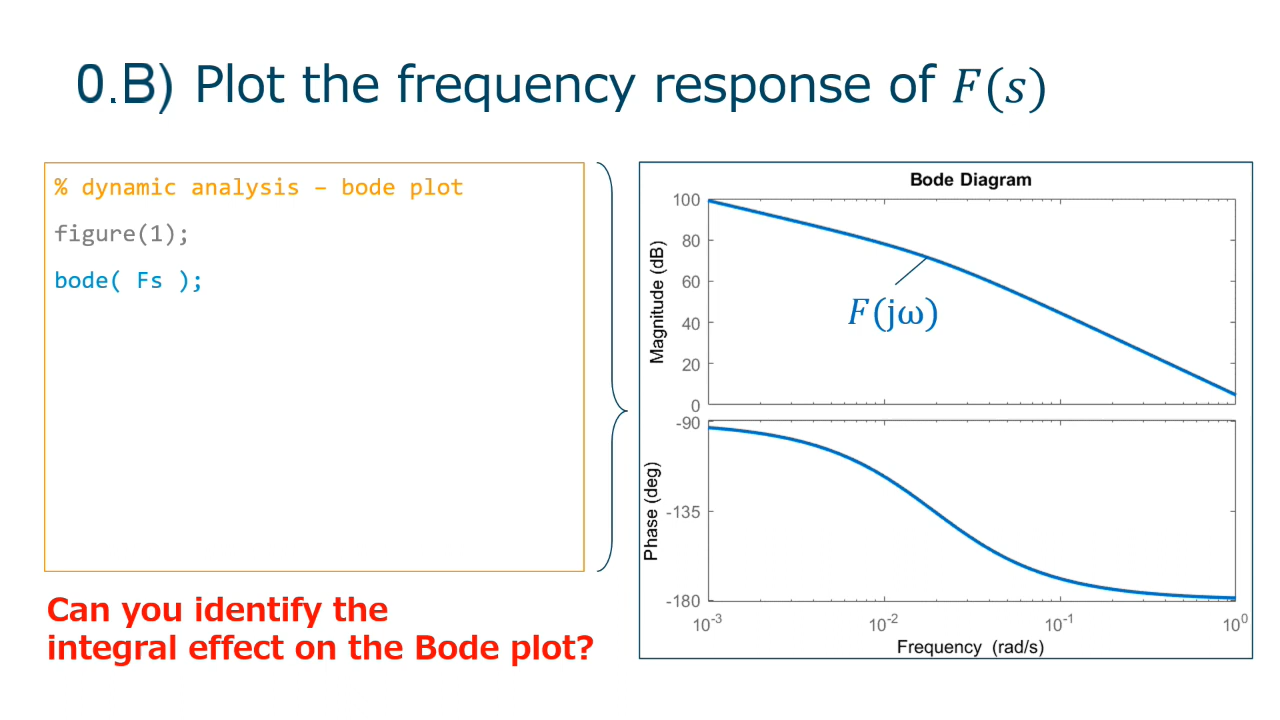 0.B) Plot the frequency response of F(s)
% dynamic analysis – bode plot
figure(1);
bode( Fs );
Can you identify the
integral effect on the Bode plot?
Bode Diagram
Magnitude (dB)
100
80
60
40
20
0
F(jω)
Phase (deg)
-90
-135
-180
10⁻³ 10⁻² 10⁻¹ 10⁰
Frequency (rad/s)